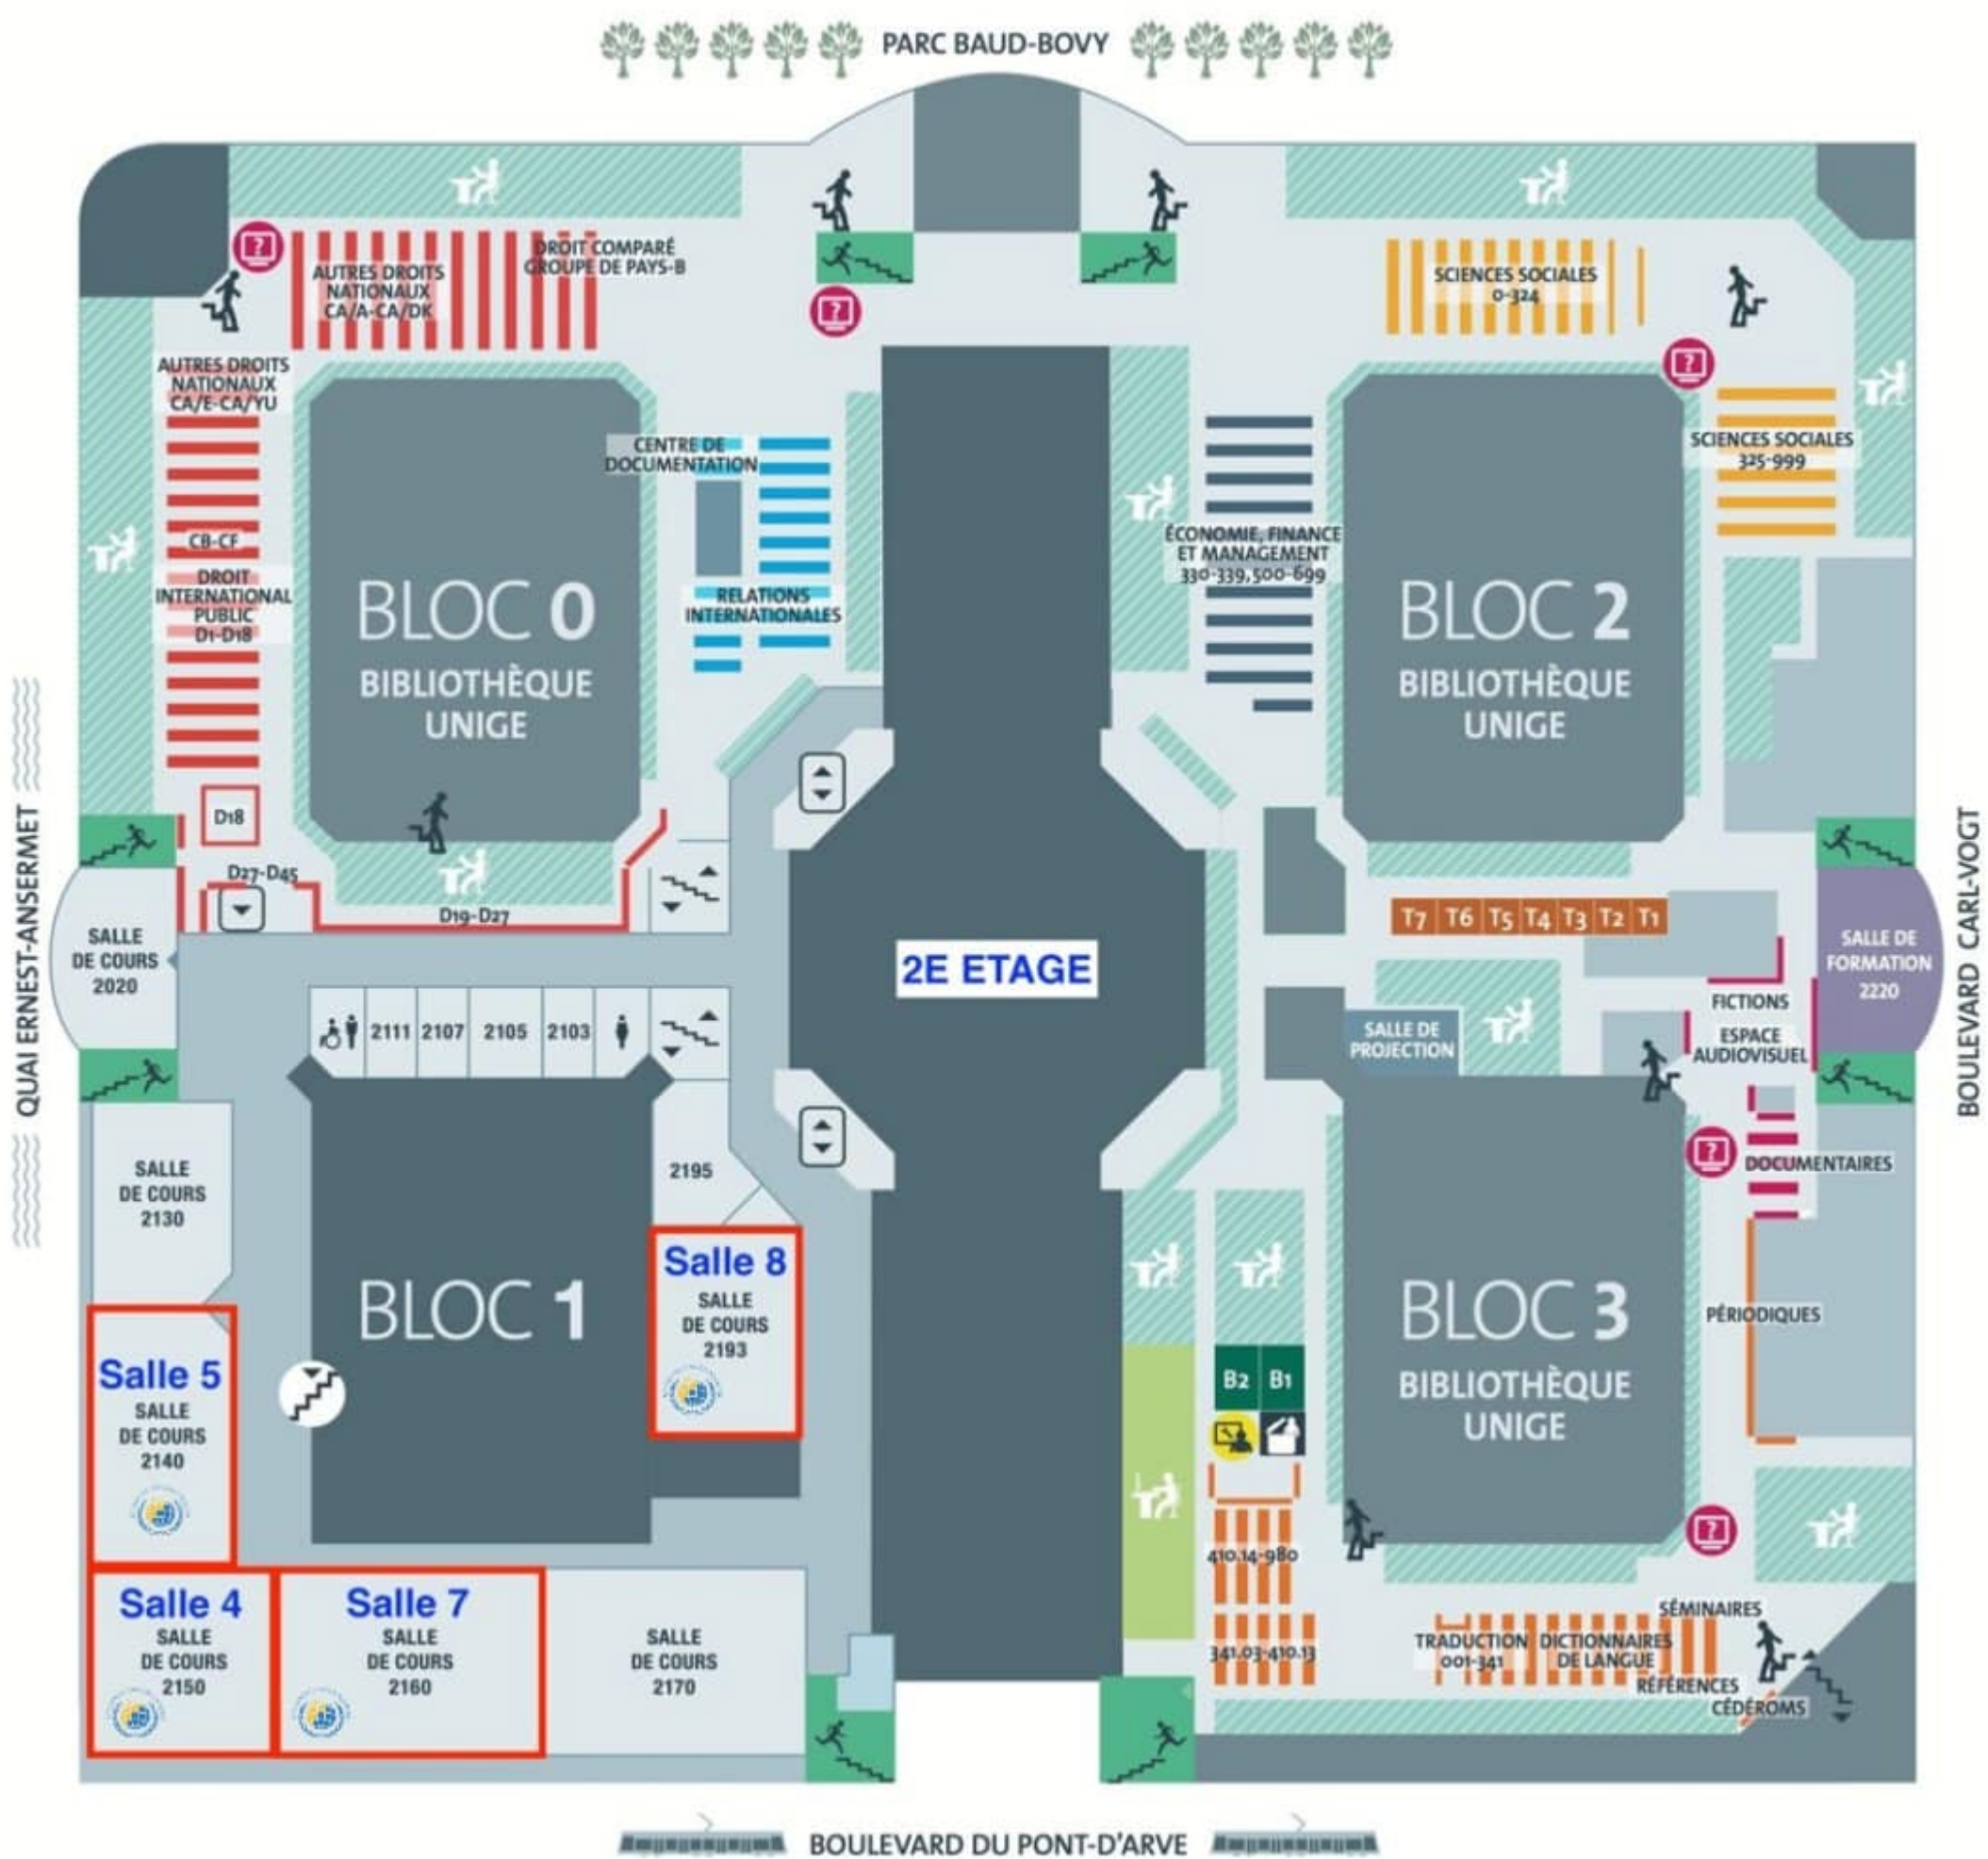 PARC BAUD-BOVY
DROIT COMPARÉ
GROUPE DE PAYS-B
AUTRES DROITS
NATIONAUX
CA/A-CA/DK
SCIENCES SOCIALES
0-324
AUTRES DROITS
NATIONAUX
CA/E-CA/YU
CENTRE DE
DOCUMENTATION
SCIENCES SOCIALES
325-999
CB-CF
DROIT
INTERNATIONAL
PUBLIC
D1-D18
BLOC 0
BIBLIOTHÈQUE
UNIGE
RELATIONS
INTERNATIONALES
ÉCONOMIE, FINANCE
ET MANAGEMENT
330-339,500-699
BLOC 2
BIBLIOTHÈQUE
UNIGE
QUAI ERNEST-ANSERMET
BOULEVARD CARL-VOGT
D18
D27-D45
D19-D27
T7 T6 T5 T4 T3 T2 T1
SALLE
DE COURS
2020
2E ETAGE
SALLE DE
FORMATION
2220
FICTIONS
ESPACE
AUDIOVISUEL
SALLE DE
PROJECTION
2111 2107 2105 2103
SALLE
DE COURS
2130
2195
DOCUMENTAIRES
Salle 8
SALLE
DE COURS
2193
BLOC 1
BLOC 3
BIBLIOTHÈQUE
UNIGE
PÉRIODIQUES
Salle 5
SALLE
DE COURS
2140
B2 B1
410.14-980
341.03-410.13
Salle 4
SALLE
DE COURS
2150
Salle 7
SALLE
DE COURS
2160
SALLE
DE COURS
2170
SÉMINAIRES
TRADUCTION
001-341
DICTIONNAIRES
DE LANGUE
RÉFÉRENCES
CÉDÉROMS
BOULEVARD DU PONT-D'ARVE